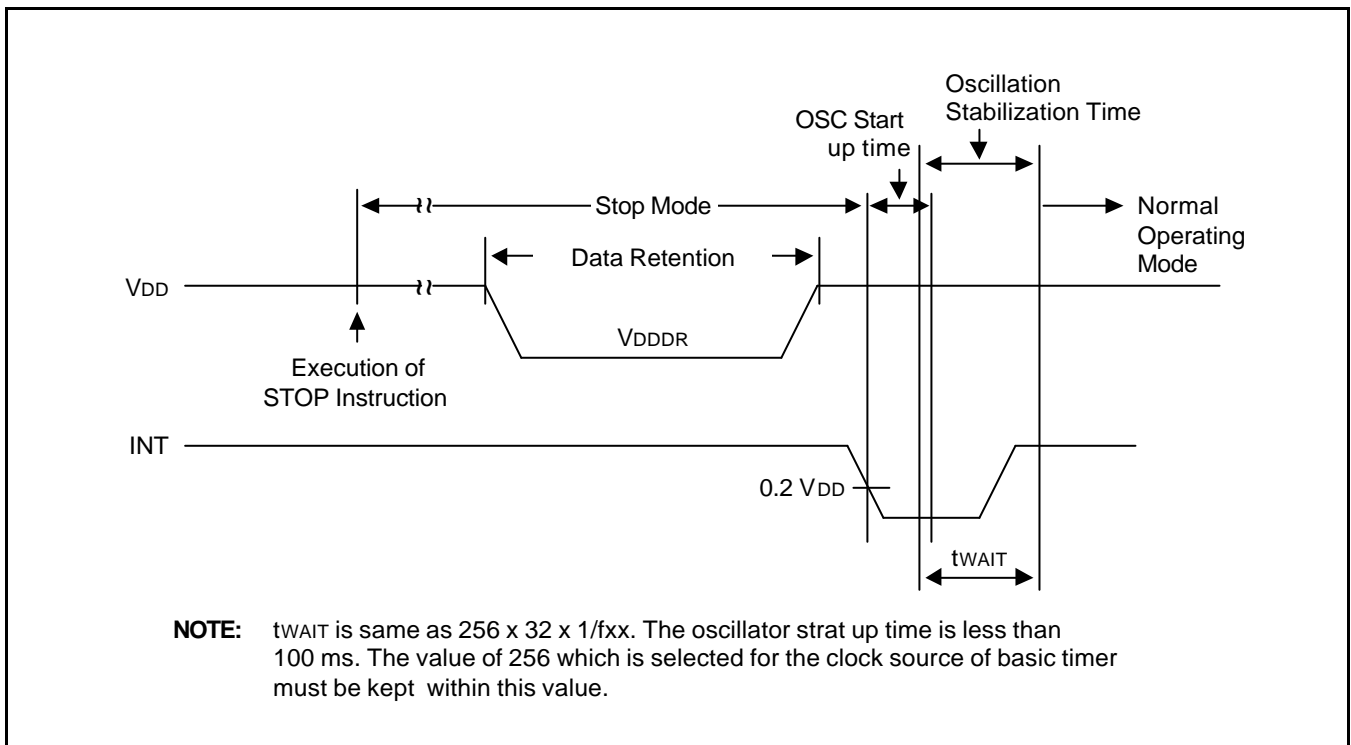 Oscillation
Stabilization Time
OSC Start
up time
Stop Mode
Normal
Operating
Mode
Data Retention
VDD
VDDDR
Execution of
STOP Instruction
INT
0.2 VDD
tWAIT
NOTE: tWAIT is same as 256 x 32 x 1/fxx. The oscillator strat up time is less than
100 ms. The value of 256 which is selected for the clock source of basic timer
must be kept within this value.